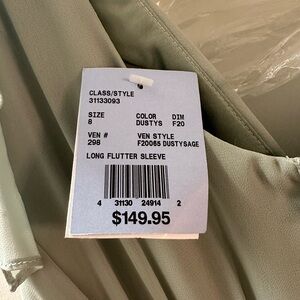 CLASS/STYLE
31133093
SIZE COLOR DIM
8 DUSTYS F20
VEN # VEN STYLE
298 F20065 DUSTYSAGE
LONG FLUTTER SLEEVE
4 31130 24914 2
$149.95